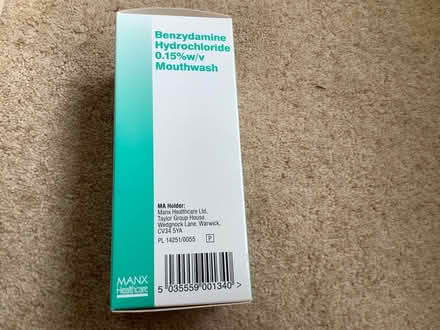 Benzydamine
Hydrochloride
0.15%w/v
Mouthwash
MA Holder:
Manx Healthcare Ltd,
Taylor Group House,
Wedgnock Lane, Warwick,
CV34 5YA
PL 14251/0055 P
MANX
Healthcare
5 035559 001340 >